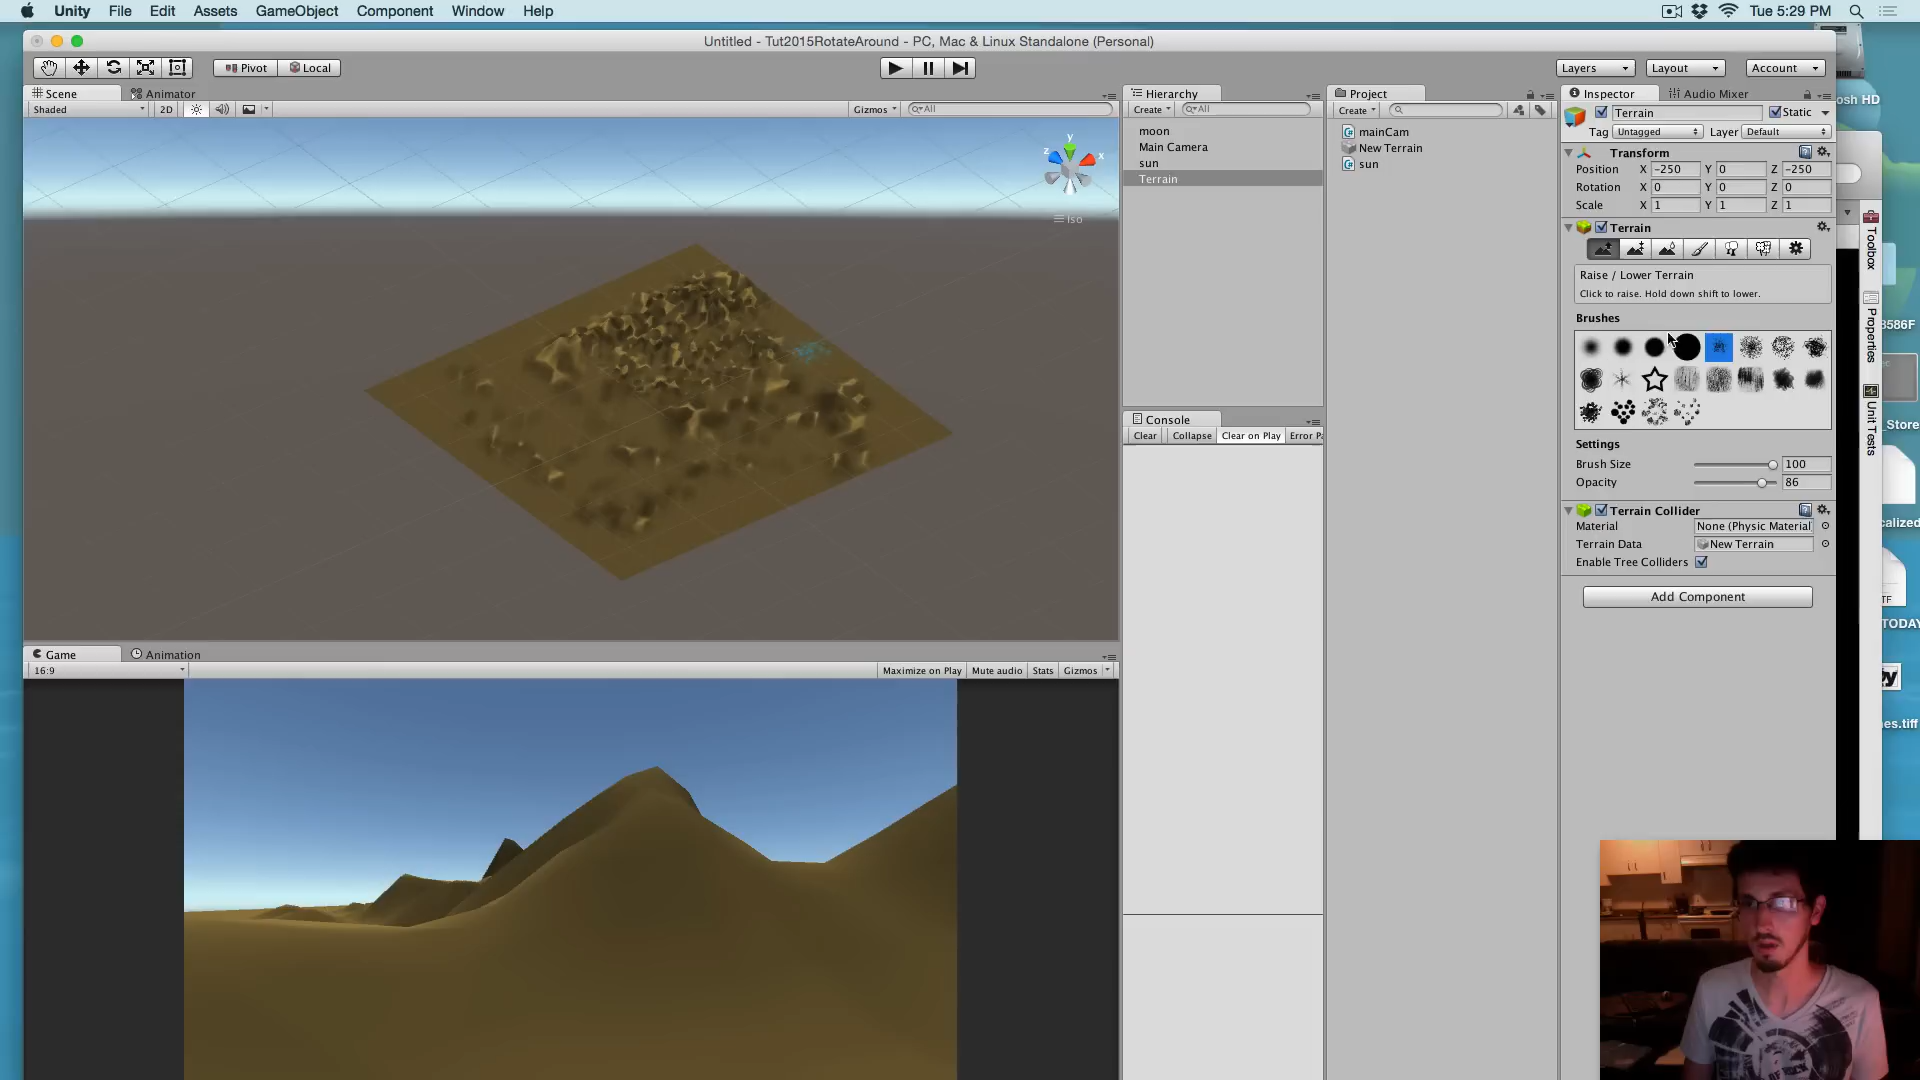 Unity File Edit Assets GameObject Component Window Help Tue 5:29 PM
Untitled - Tut2015RotateAround - PC, Mac & Linux Standalone (Personal)
Pivot Local Layers Layout Account
Scene Animator Hierarchy Project Inspector Audio Mixer
Shaded 2D Gizmos All Create All Create
Terrain Static
Tag Untagged Layer Default
moon
Main Camera
sun
Terrain
mainCam
New Terrain
sun
y
z x
Iso
Transform
Position X -250 Y 0 Z -250
Rotation X 0 Y 0 Z 0
Scale X 1 Y 1 Z 1
Terrain
Raise / Lower Terrain
Click to raise. Hold down shift to lower.
Brushes
Settings
Brush Size 100
Opacity 86
Terrain Collider
Material None (Physic Material)
Terrain Data New Terrain
Enable Tree Colliders
Add Component
Console
Clear Collapse Clear on Play Error Pa
Game Animation
16:9 Maximize on Play Mute audio Stats Gizmos
Toolbox
Properties
Unit Tests
osh HD
8586F
_Store
calized
TF
TODAY
es.tiff